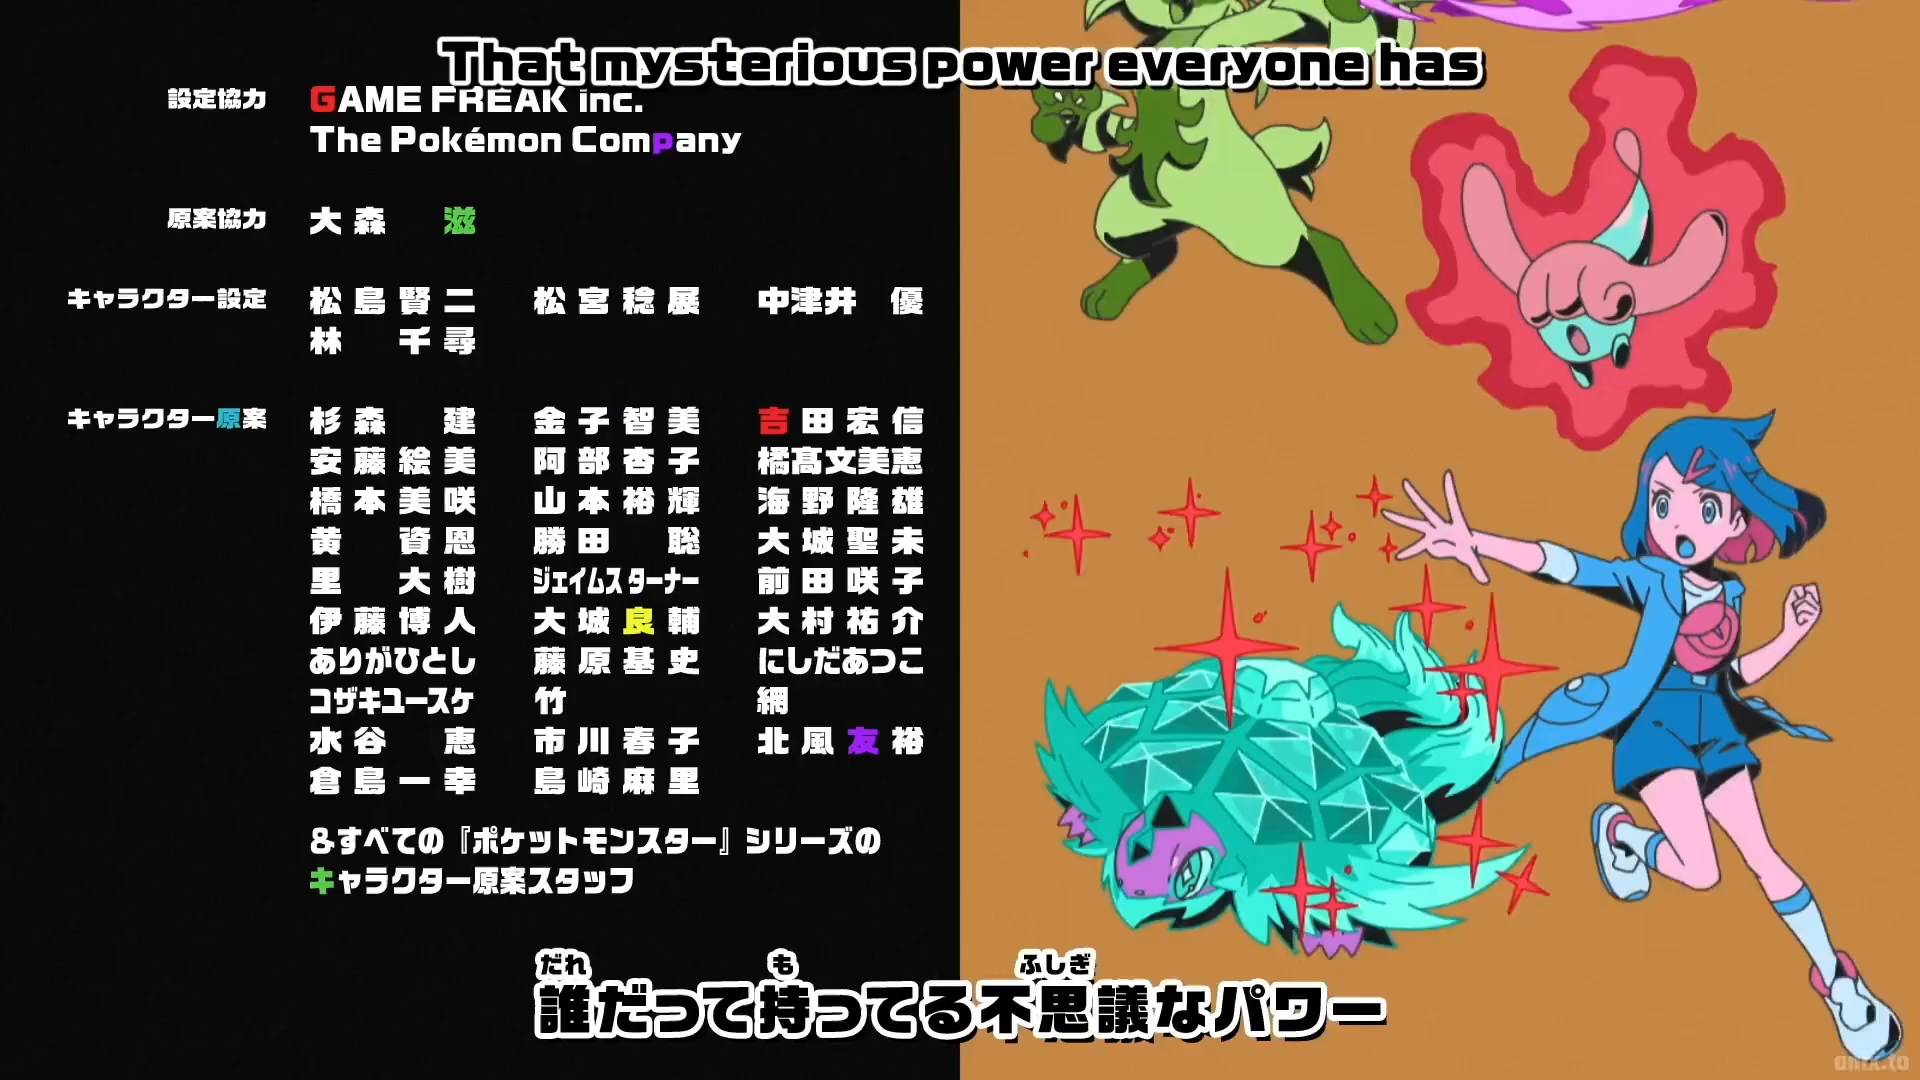 That mysterious power everyone has
設定協力 GAME FREAK inc.
The Pokémon Company
原案協力 大森 滋
キャラクター設定 松島賢二 松宮稔展 中津井 優
林 千尋
キャラクター原案 杉森 建 金子智美 吉田宏信
安藤絵美 阿部杏子 橘髙文美恵
橋本美咲 山本裕輝 海野隆雄
黄 資恩 勝田 聡 大城聖未
里 大樹 ジェイムスターナー 前田咲子
伊藤博人 大城良輔 大村祐介
ありがひとし 藤原基史 にしだあつこ
コザキユースケ 竹 網
水谷 恵 市川春子 北風友裕
倉島一幸 島崎麻里
&すべての『ポケットモンスター』シリーズの
キャラクター原案スタッフ
だれ も ふしぎ
誰だって持ってる不思議なパワー
anix.to